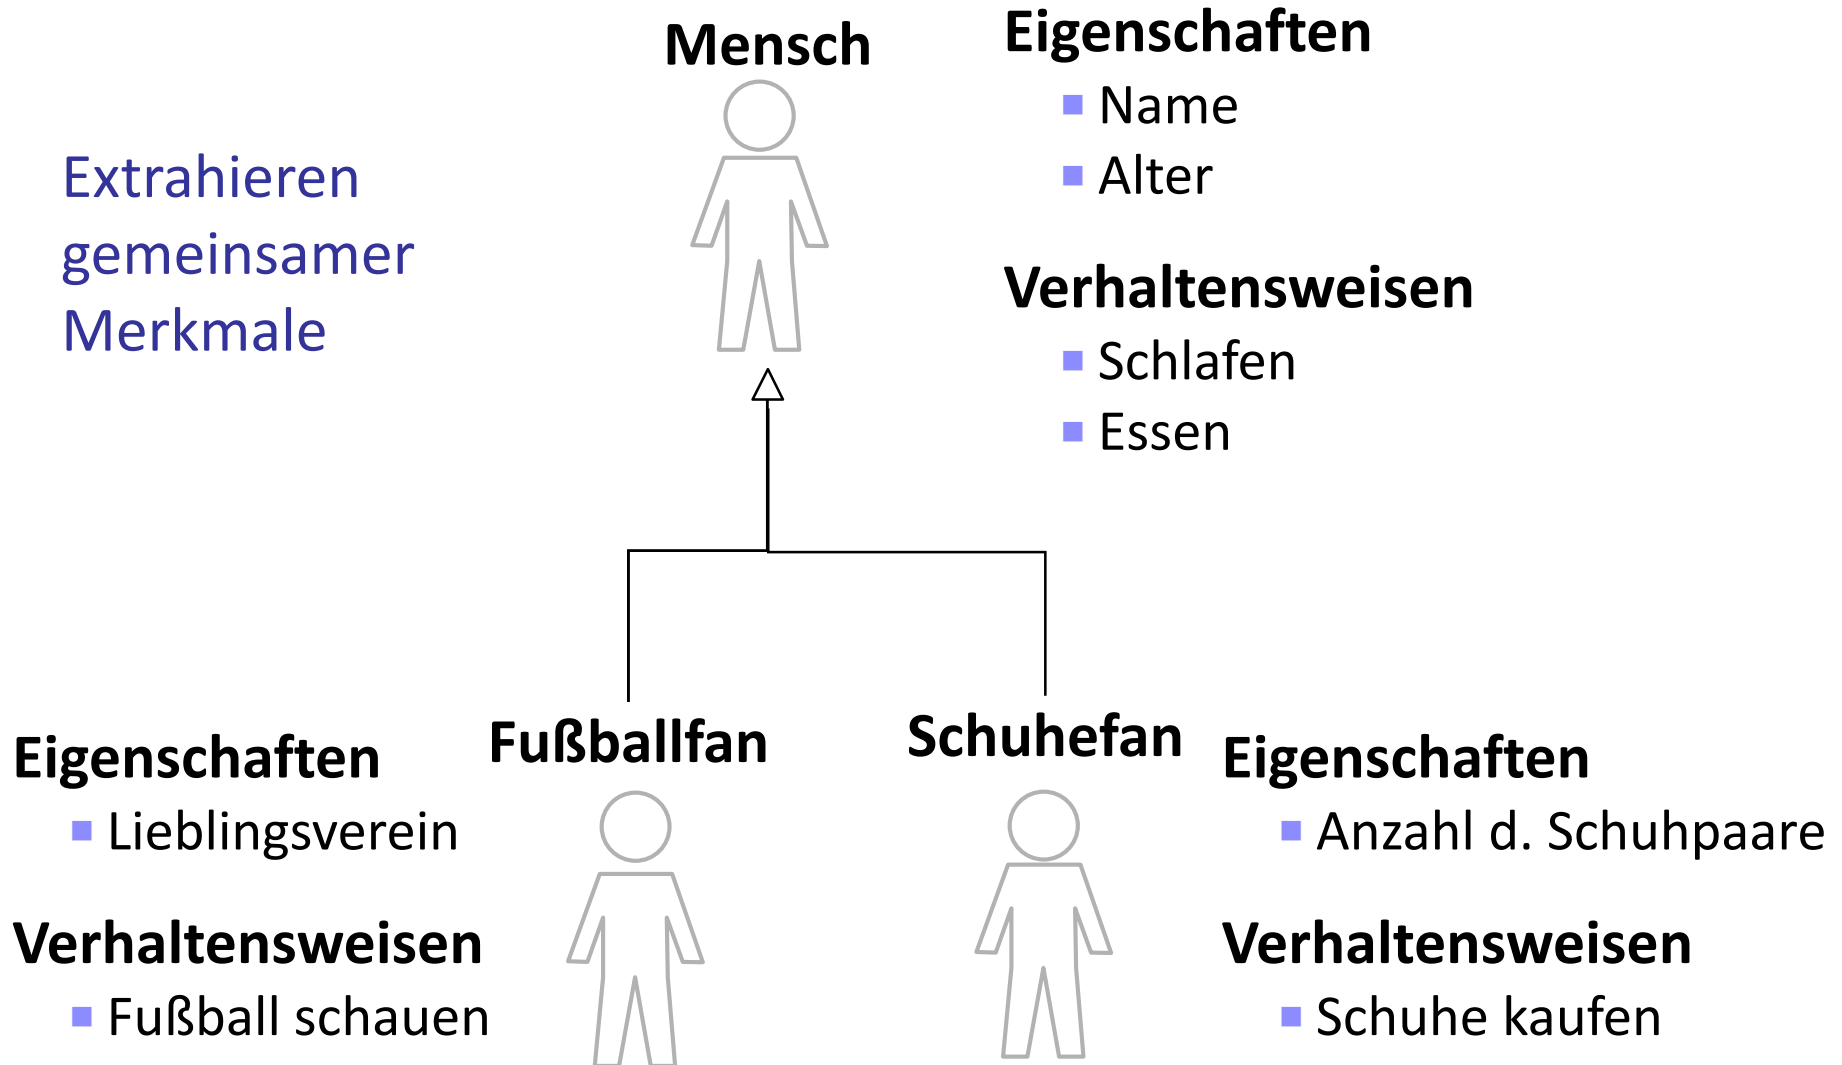 Mensch
Eigenschaften
Name
Alter
Extrahieren
gemeinsamer
Merkmale
Verhaltensweisen
Schlafen
Essen
Fußballfan
Eigenschaften
Lieblingsverein
Verhaltensweisen
Fußball schauen
Schuhefan
Eigenschaften
Anzahl d. Schuhpaare
Verhaltensweisen
Schuhe kaufen